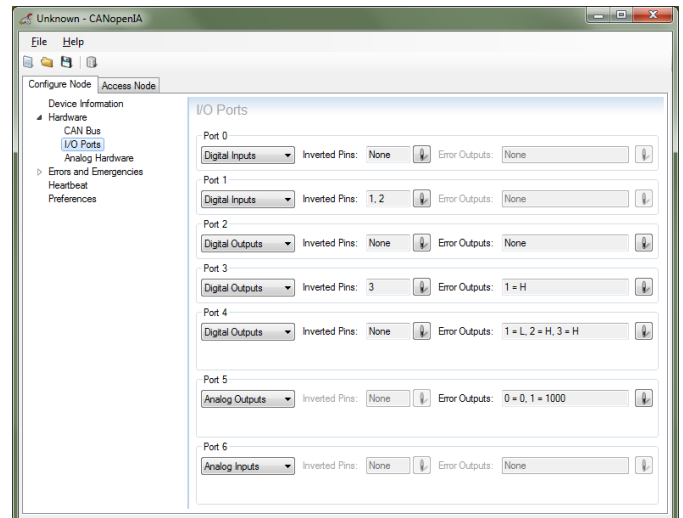 Unknown - CANopenIA
File Help
Configure Node Access Node
Device Information
Hardware
CAN Bus
I/O Ports
Analog Hardware
Errors and Emergencies
Heartbeat
Preferences
I/O Ports
Port 0
Digital Inputs Inverted Pins: None Error Outputs: None
Port 1
Digital Inputs Inverted Pins: 1, 2 Error Outputs: None
Port 2
Digital Outputs Inverted Pins: None Error Outputs: None
Port 3
Digital Outputs Inverted Pins: 3 Error Outputs: 1 = H
Port 4
Digital Outputs Inverted Pins: None Error Outputs: 1 = L, 2 = H, 3 = H
Port 5
Analog Outputs Inverted Pins: None Error Outputs: 0 = 0, 1 = 1000
Port 6
Analog Inputs Inverted Pins: None Error Outputs: None